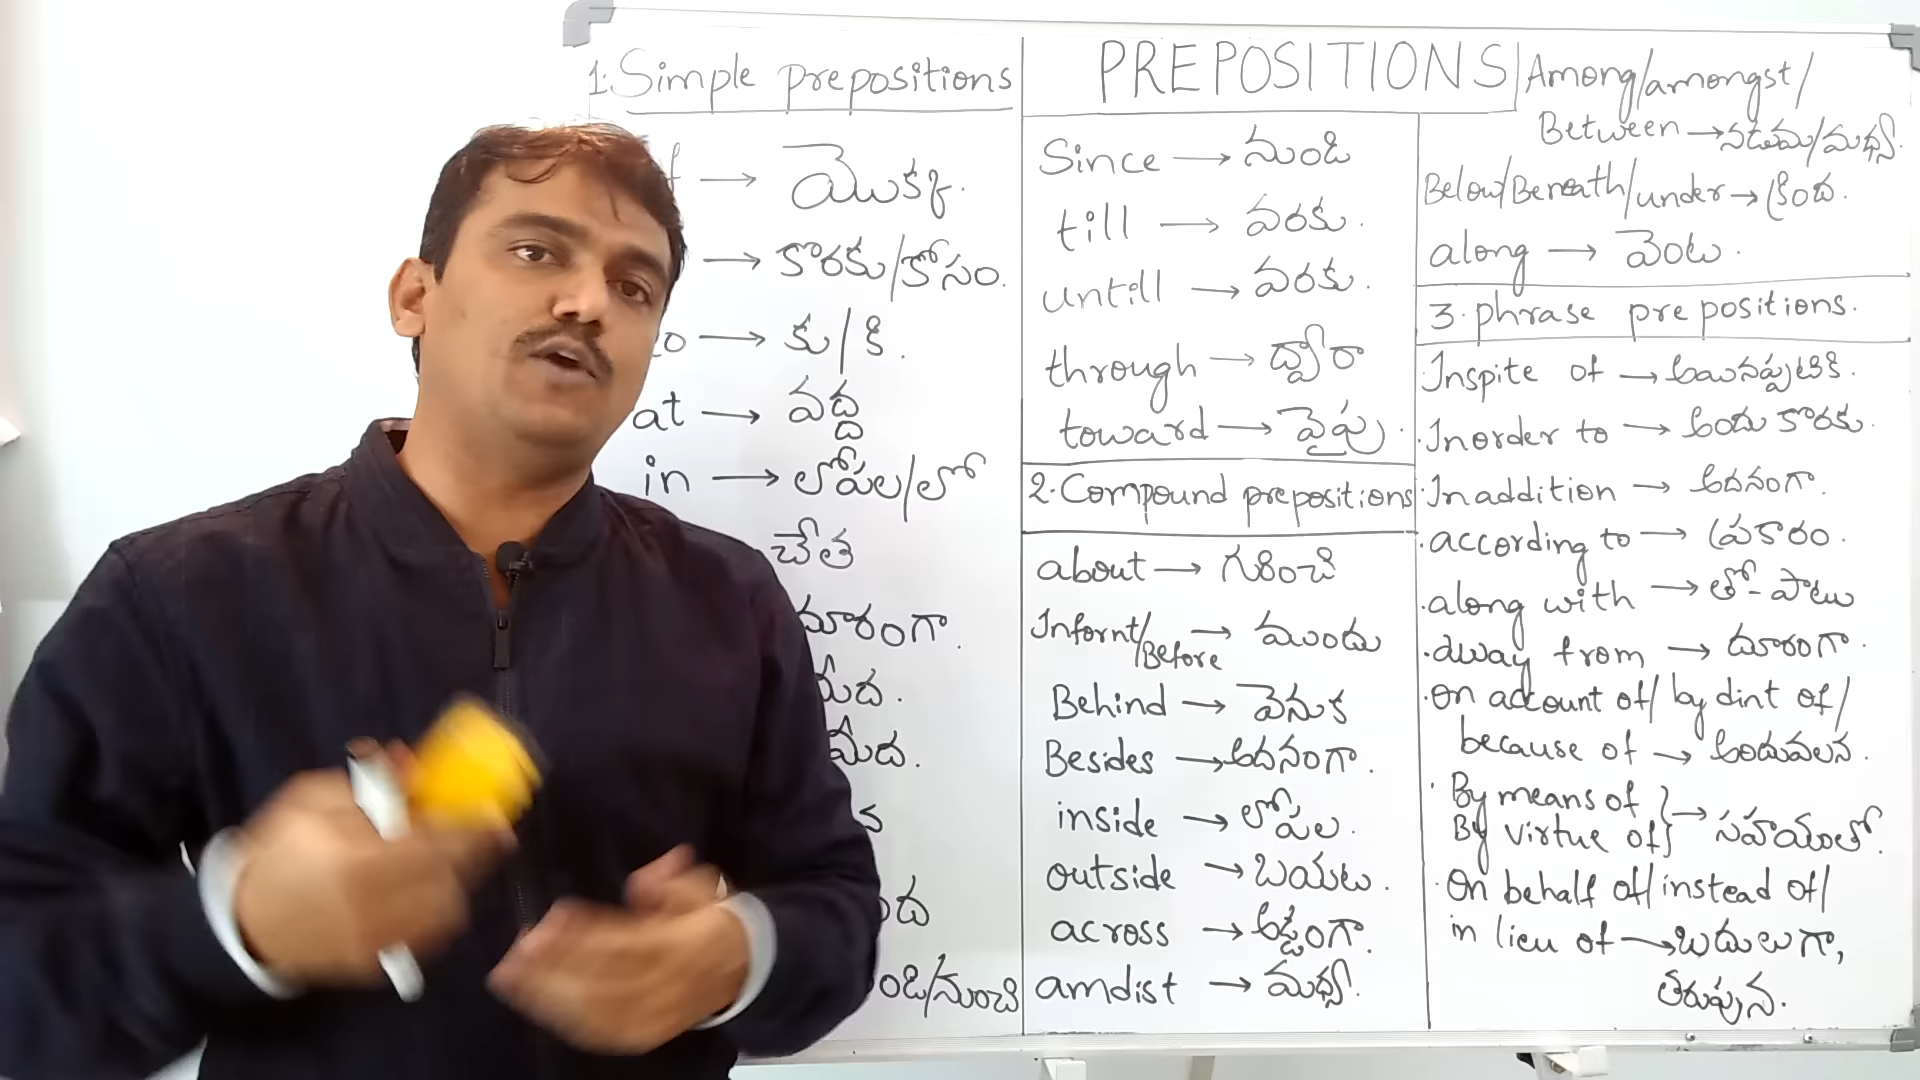 PREPOSITIONS
1. Simple prepositions
→ యొక్క.
→ కొరకు/కోసం.
→ కు/కి.
at → వద్ద
in → లోపల/లో
చేత
దూరంగా.
మీద.
మీద.
Since → నుండి
till → వరకు.
untill → వరకు.
through → ద్వారా
toward → వైపు.
2. Compound prepositions
about → గురించి
Infornt/Before → ముందు
Behind → వెనుక
Besides → అదనంగా.
inside → లోపల.
outside → బయట.
across → అడ్డంగా.
amdist → మధ్య.
Among/amongst/
Between → నడుమ/మధ్య.
Below/Beneath/under → క్రింద.
along → వెంట.
3. phrase prepositions.
Inspite of → అయినప్పటికి.
.Inorder to → అందు కొరకు.
.In addition → అదనంగా.
.according to → ప్రకారం.
.along with → తో-పాటు
.away from → దూరంగా.
.on account of/by dint of/
because of → అందువలన.
.By means of
By virtue of } → సహయంతో.
.On behalf of/instead of/
in lieu of → బదులుగా,
తరుపున.